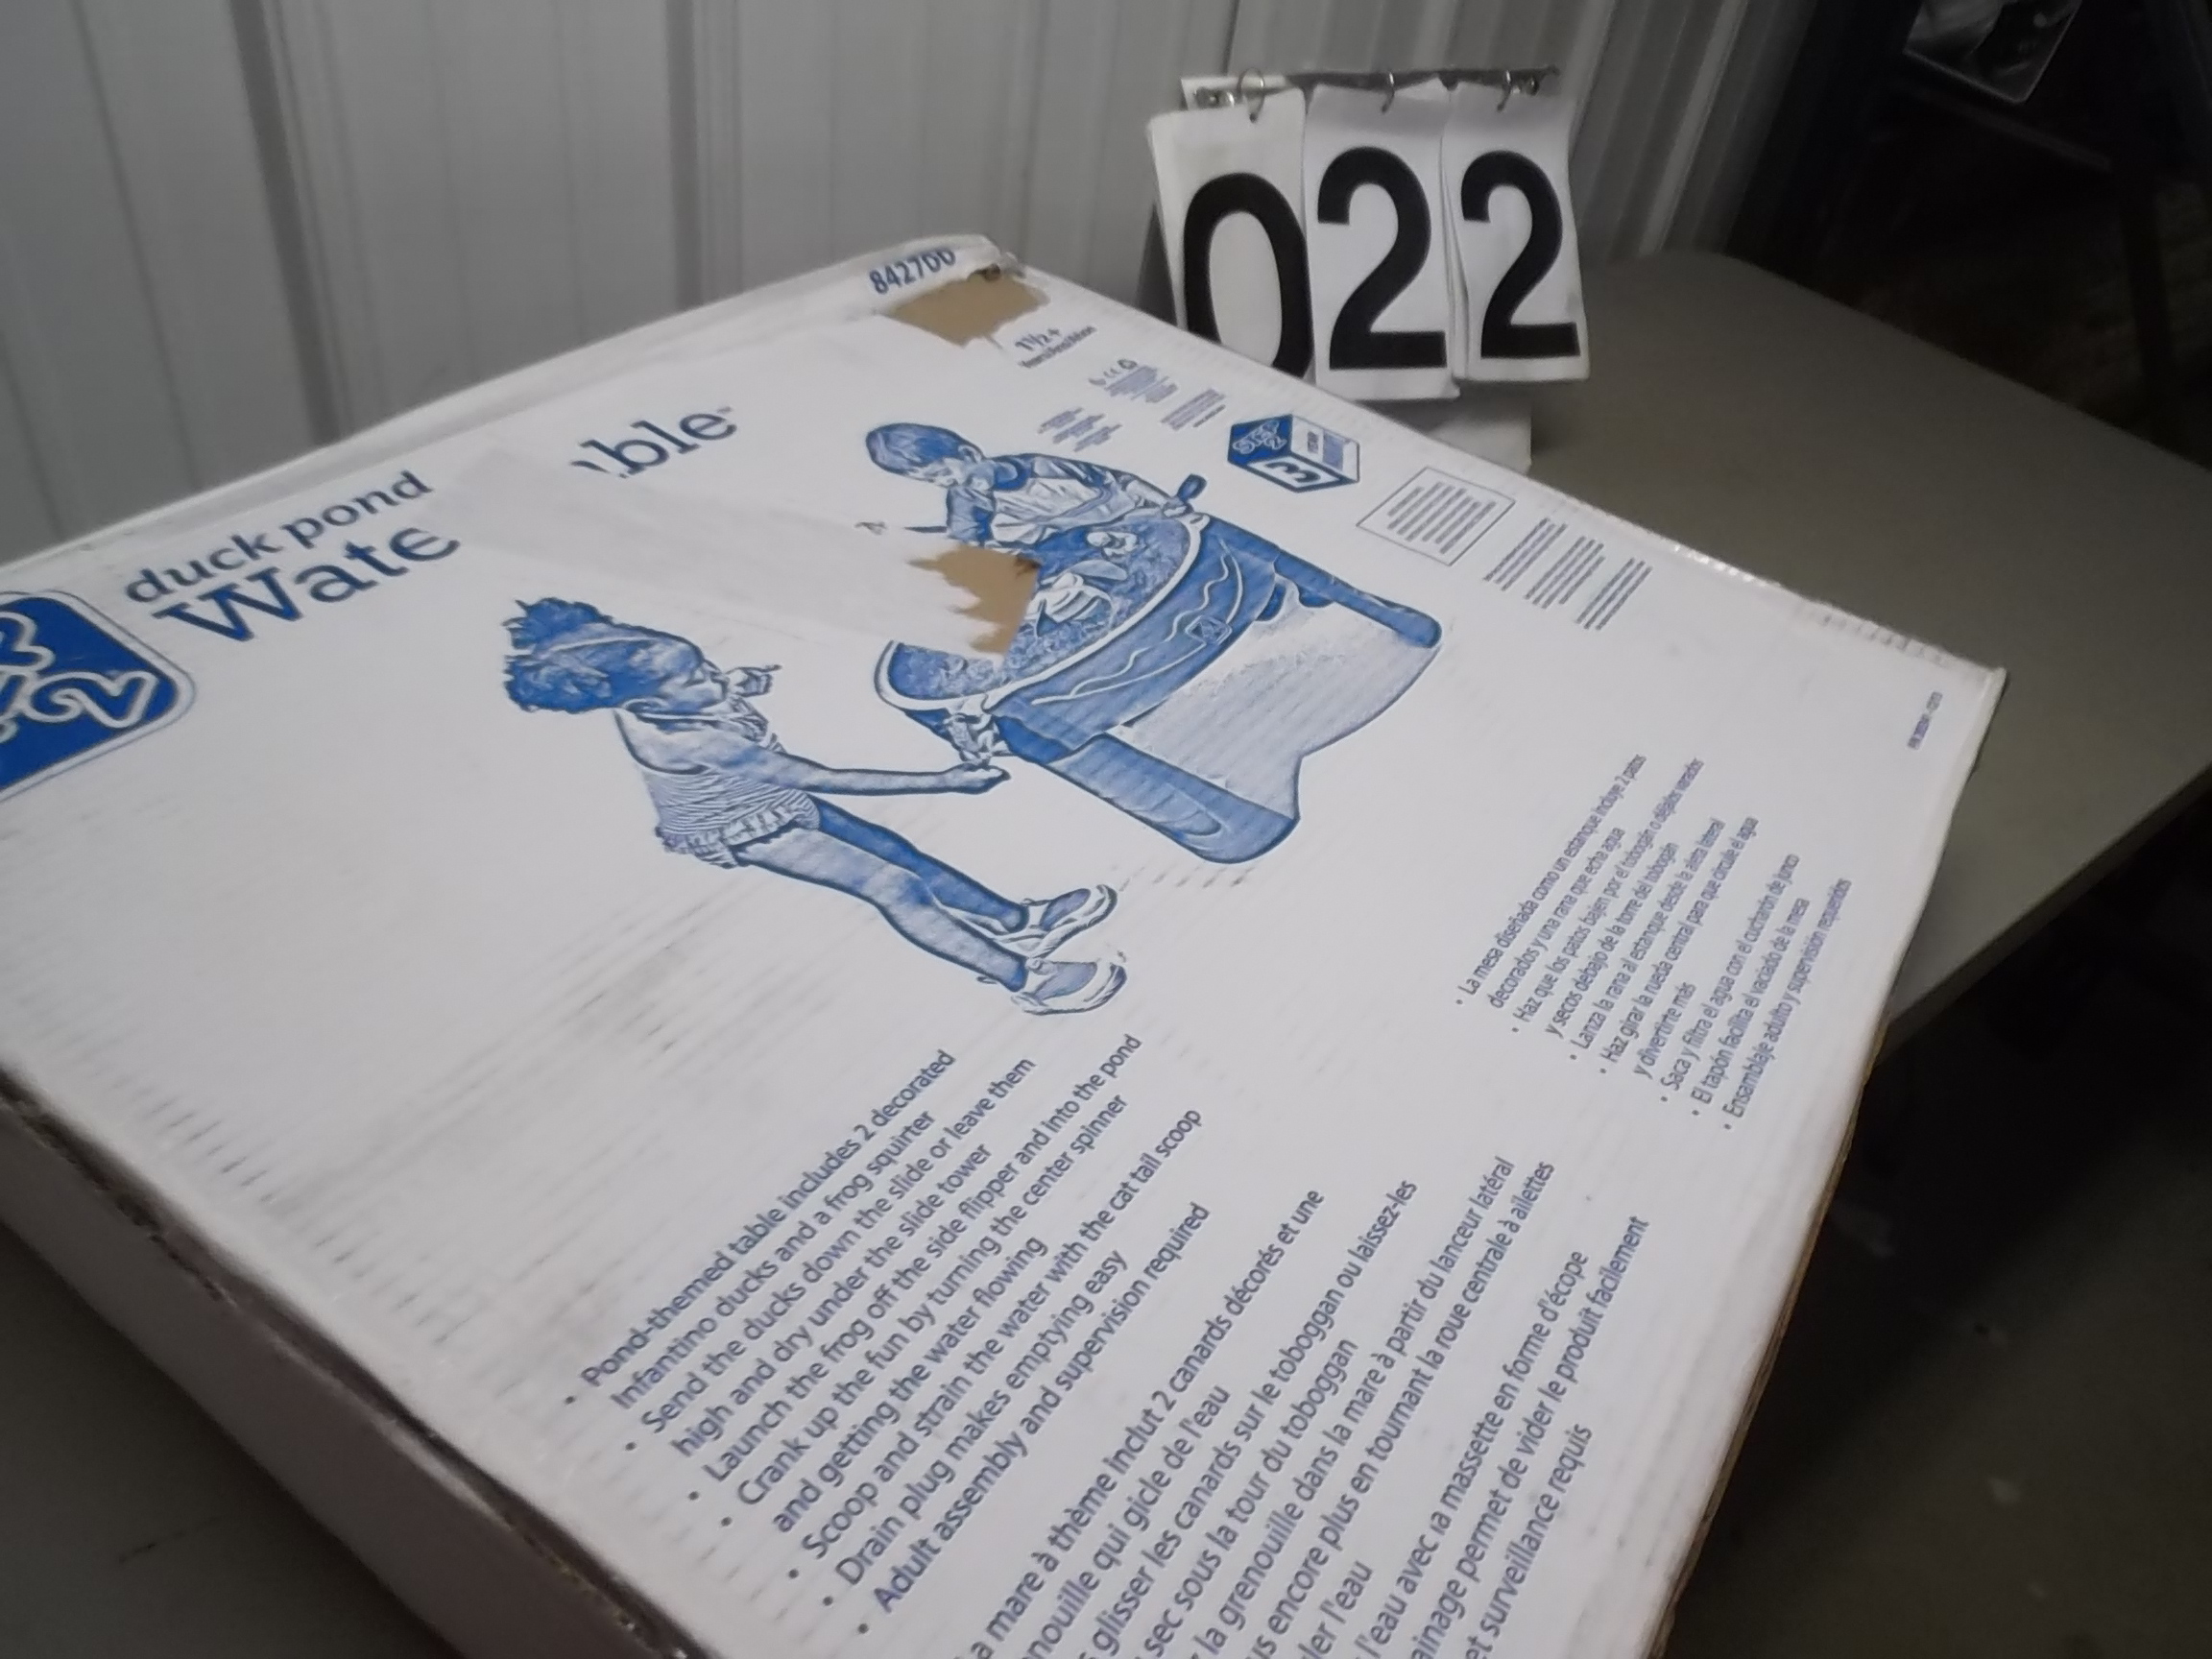 022
duck pond
Wate
able™
1½+
STEP
2
3
• Pond-themed table includes 2 decorated
Infantino ducks and a frog squirter
• Send the ducks down the slide or leave them
high and dry under the slide tower
• Launch the frog off the side flipper and into the pond
• Crank up the fun by turning the center spinner
and getting the water flowing
• Scoop and strain the water with the cat tail scoop
• Drain plug makes emptying easy
• Adult assembly and supervision required
a mare à thème inclut 2 canards décorés et une
nouille qui gicle de l'eau
glisser les canards sur le toboggan ou laissez-les
sec sous la tour du toboggan
la grenouille dans la mare à partir du lanceur latéral
us encore plus en tournant la roue centrale à ailettes
ler l'eau
l'eau avec la massette en forme d'écope
ainage permet de vider le produit facilement
et surveillance requis
• La mesa diseñada como un estanque incluye 2 patos
decorados y una rana que echa agua
• Haz que los patos bajen por el tobogán o déjalos varados
y secos debajo de la torre del tobogán
• Lanza la rana al estanque desde la aleta lateral
• Haz girar la rueda central para que circule el agua
y divertirte más
• Saca y filtra el agua con el cucharón de junco
• El tapón facilita el vaciado de la mesa
• Ensamblaje adulto y supervisión requeridos